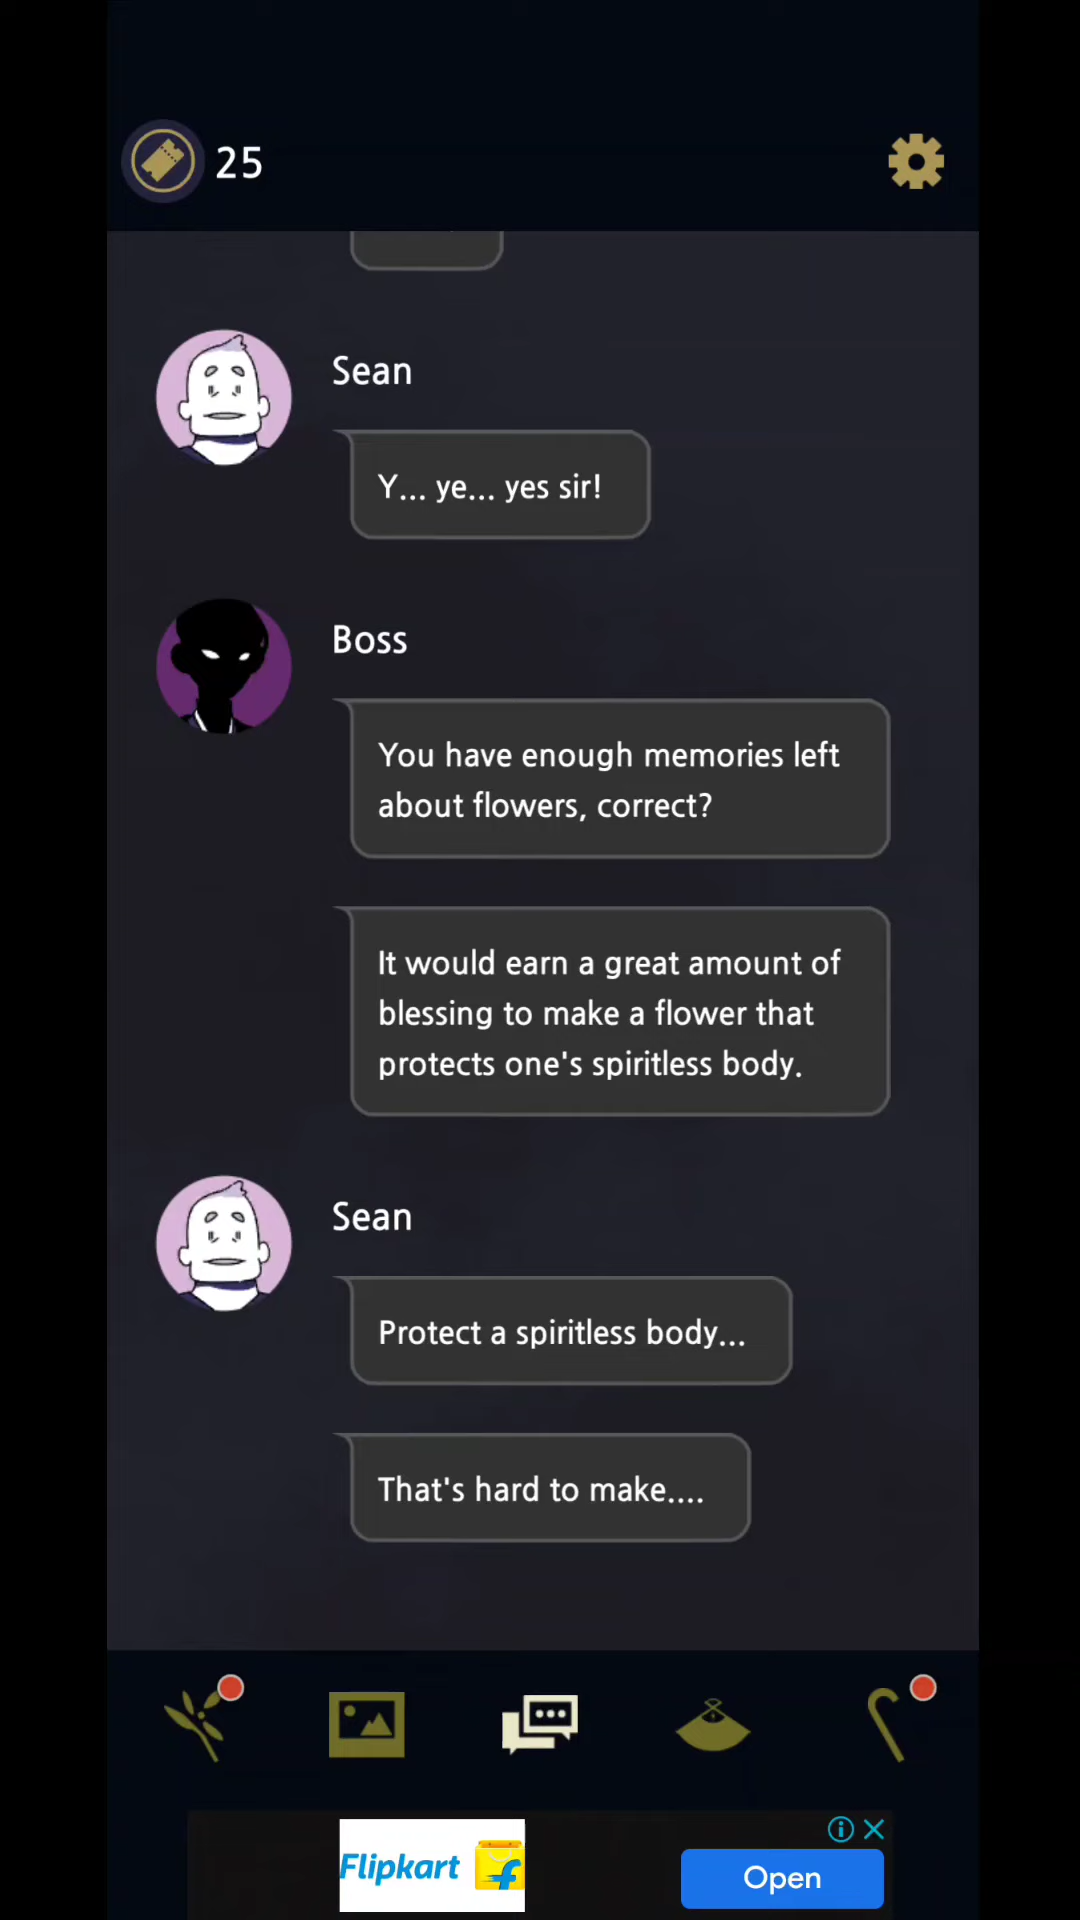 25
Sean
Y... ye... yes sir!
Boss
You have enough memories left
about flowers, correct?
It would earn a great amount of
blessing to make a flower that
protects one's spiritless body.
Sean
Protect a spiritless body...
That's hard to make....
Flipkart
Open